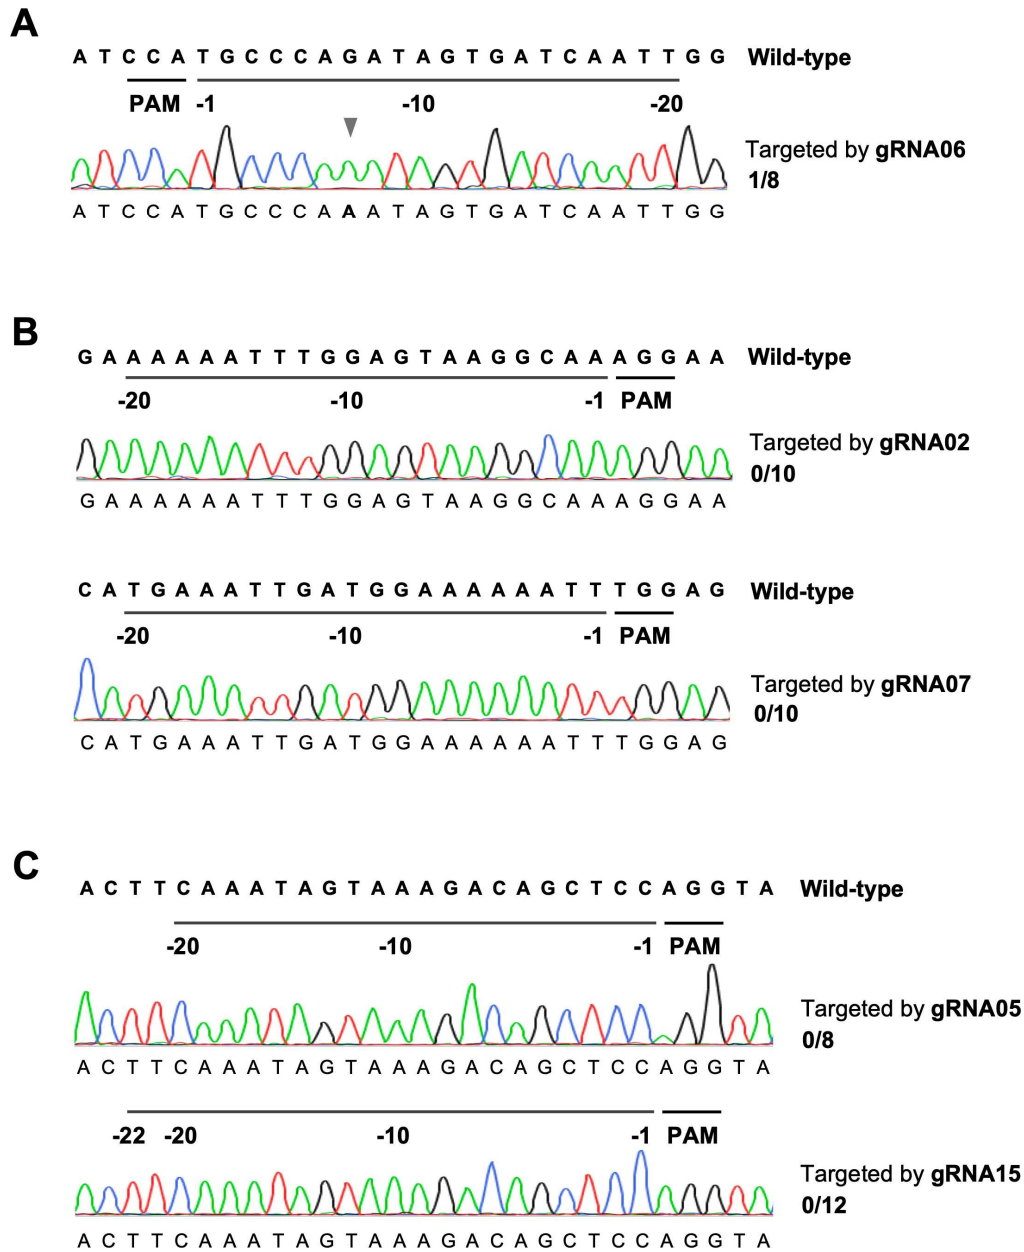 A
A T C C A T G C C C A G A T A G T G A T C A A T T G G Wild-type
PAM -1 -10 -20
Targeted by gRNA06
1/8
A T C C A T G C C C A A A T A G T G A T C A A T T G G
B
G A A A A A A T T T G G A G T A A G G C A A A G G A A Wild-type
-20 -10 -1 PAM
Targeted by gRNA02
0/10
G A A A A A A T T T G G A G T A A G G C A A A G G A A
C A T G A A A T T G A T G G A A A A A A T T T G G A G Wild-type
-20 -10 -1 PAM
Targeted by gRNA07
0/10
C A T G A A A T T G A T G G A A A A A A T T T G G A G
C
A C T T C A A A T A G T A A A G A C A G C T C C A G G T A Wild-type
-20 -10 -1 PAM
Targeted by gRNA05
0/8
A C T T C A A A T A G T A A A G A C A G C T C C A G G T A
-22 -20 -10 -1 PAM
Targeted by gRNA15
0/12
A C T T C A A A T A G T A A A G A C A G C T C C A G G T A